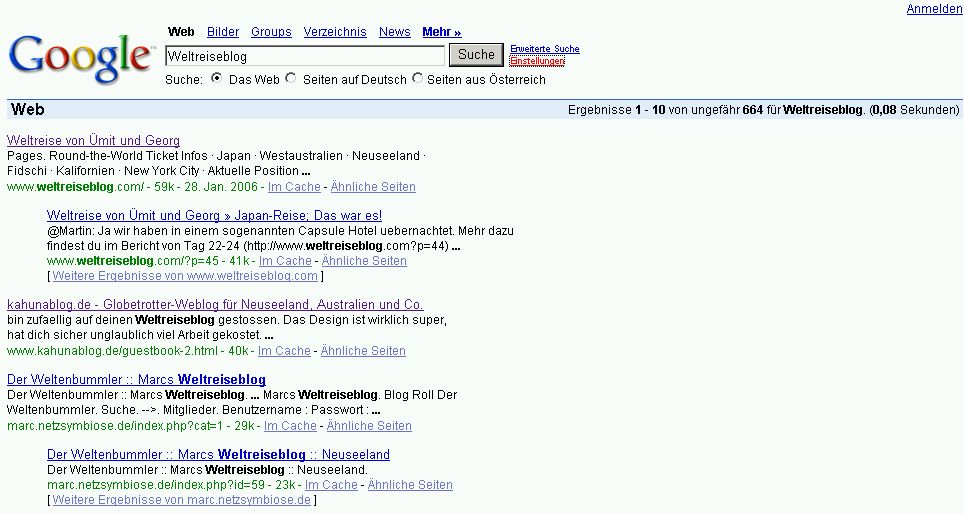 Anmelden
Google™
Web Bilder Groups Verzeichnis News Mehr »
Weltreiseblog Suche Erweiterte Suche
Einstellungen
Suche: Das Web Seiten auf Deutsch Seiten aus Österreich
Web Ergebnisse 1 - 10 von ungefähr 664 für Weltreiseblog. (0,08 Sekunden)
Weltreise von Ümit und Georg
Pages. Round-the-World Ticket Infos · Japan · Westaustralien · Neuseeland ·
Fidschi · Kalifornien · New York City · Aktuelle Position ...
www.weltreiseblog.com/ - 59k - 28. Jan. 2006 - Im Cache - Ähnliche Seiten
Weltreise von Ümit und Georg » Japan-Reise; Das war es!
@Martin: Ja wir haben in einem sogenannten Capsule Hotel uebernachtet. Mehr dazu
findest du im Bericht von Tag 22-24 (http://www.weltreiseblog.com?p=44) ...
www.weltreiseblog.com/?p=45 - 41k - Im Cache - Ähnliche Seiten
[ Weitere Ergebnisse von www.weltreiseblog.com ]
kahunablog.de - Globetrotter-Weblog für Neuseeland, Australien und Co.
bin zufaellig auf deinen Weltreiseblog gestossen. Das Design ist wirklich super,
hat dich sicher unglaublich viel Arbeit gekostet. ...
www.kahunablog.de/guestbook-2.html - 40k - Im Cache - Ähnliche Seiten
Der Weltenbummler :: Marcs Weltreiseblog
Der Weltenbummler :: Marcs Weltreiseblog. ... Marcs Weltreiseblog. Blog Roll Der
Weltenbummler. Suche. -->. Mitglieder. Benutzername : Passwort : ...
marc.netzsymbiose.de/index.php?cat=1 - 29k - Im Cache - Ähnliche Seiten
Der Weltenbummler :: Marcs Weltreiseblog :: Neuseeland
Der Weltenbummler :: Marcs Weltreiseblog :: Neuseeland.
marc.netzsymbiose.de/index.php?id=59 - 23k - Im Cache - Ähnliche Seiten
[ Weitere Ergebnisse von marc.netzsymbiose.de ]